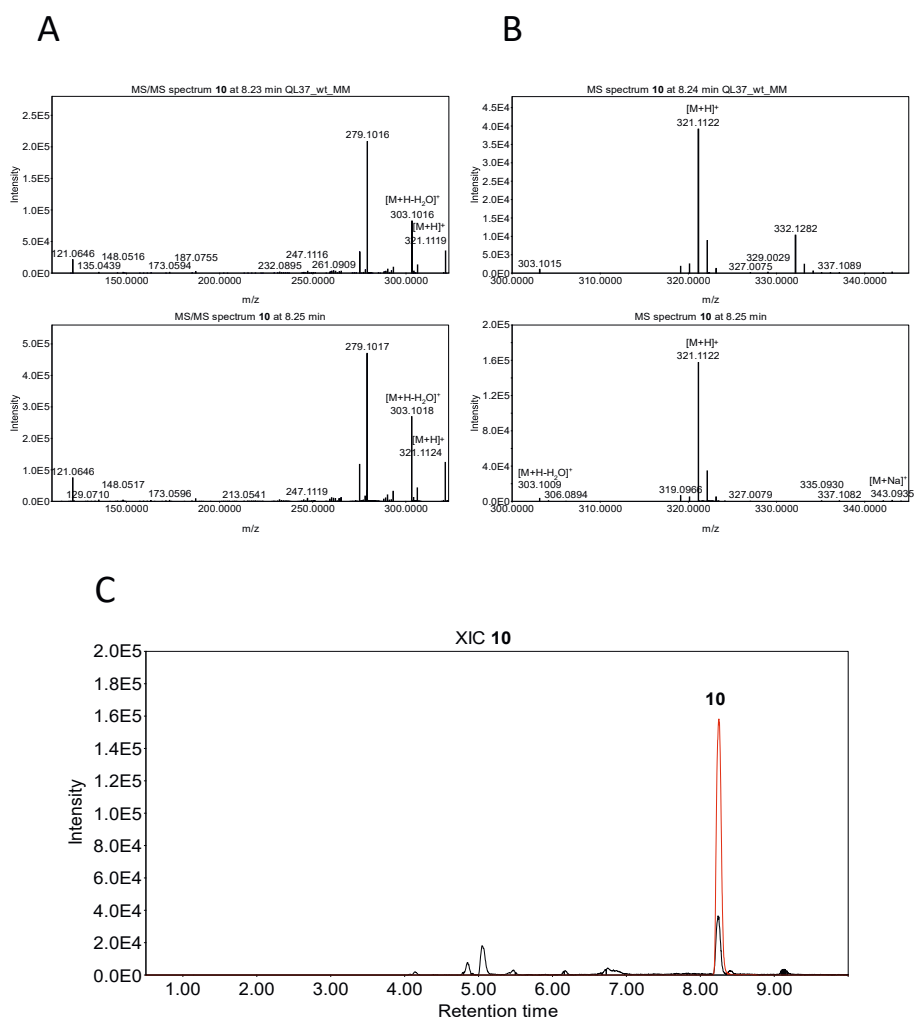 A
B
MS/MS spectrum 10 at 8.23 min QL37_wt_MM
2.5E5
2.0E5
1.5E5
1.0E5
5.0E4
0.0E0
Intensity
279.1016
[M+H-H2O]+
303.1016
[M+H]+
321.1119
121.0646
135.0439
148.0516
173.0594
187.0755
232.0895
247.1116
261.0909
150.0000
200.0000
250.0000
300.0000
m/z
MS spectrum 10 at 8.24 min QL37_wt_MM
4.5E4
4.0E4
3.5E4
3.0E4
2.5E4
2.0E4
1.5E4
1.0E4
5.0E3
0.0E0
Intensity
[M+H]+
321.1122
332.1282
303.1015
329.0029
327.0075
337.1089
300.0000
310.0000
320.0000
330.0000
340.0000
m/z
MS/MS spectrum 10 at 8.25 min
5.0E5
4.0E5
3.0E5
2.0E5
1.0E5
0.0E0
Intensity
279.1017
[M+H-H2O]+
303.1018
[M+H]+
321.1124
121.0646
129.0710
148.0517
173.0596
213.0541
247.1119
150.0000
200.0000
250.0000
300.0000
m/z
MS spectrum 10 at 8.25 min
2.0E5
1.6E5
1.2E5
8.0E4
4.0E4
0.0E0
Intensity
[M+H]+
321.1122
[M+H-H2O]+
303.1009
306.0894
319.0966
327.0079
335.0930
337.1082
[M+Na]+
343.0935
300.0000
310.0000
320.0000
330.0000
340.0000
m/z
C
XIC 10
2.0E5
1.8E5
1.6E5
1.4E5
1.2E5
1.0E5
8.0E4
6.0E4
4.0E4
2.0E4
0.0E0
Intensity
10
1.00
2.00
3.00
4.00
5.00
6.00
7.00
8.00
9.00
Retention time